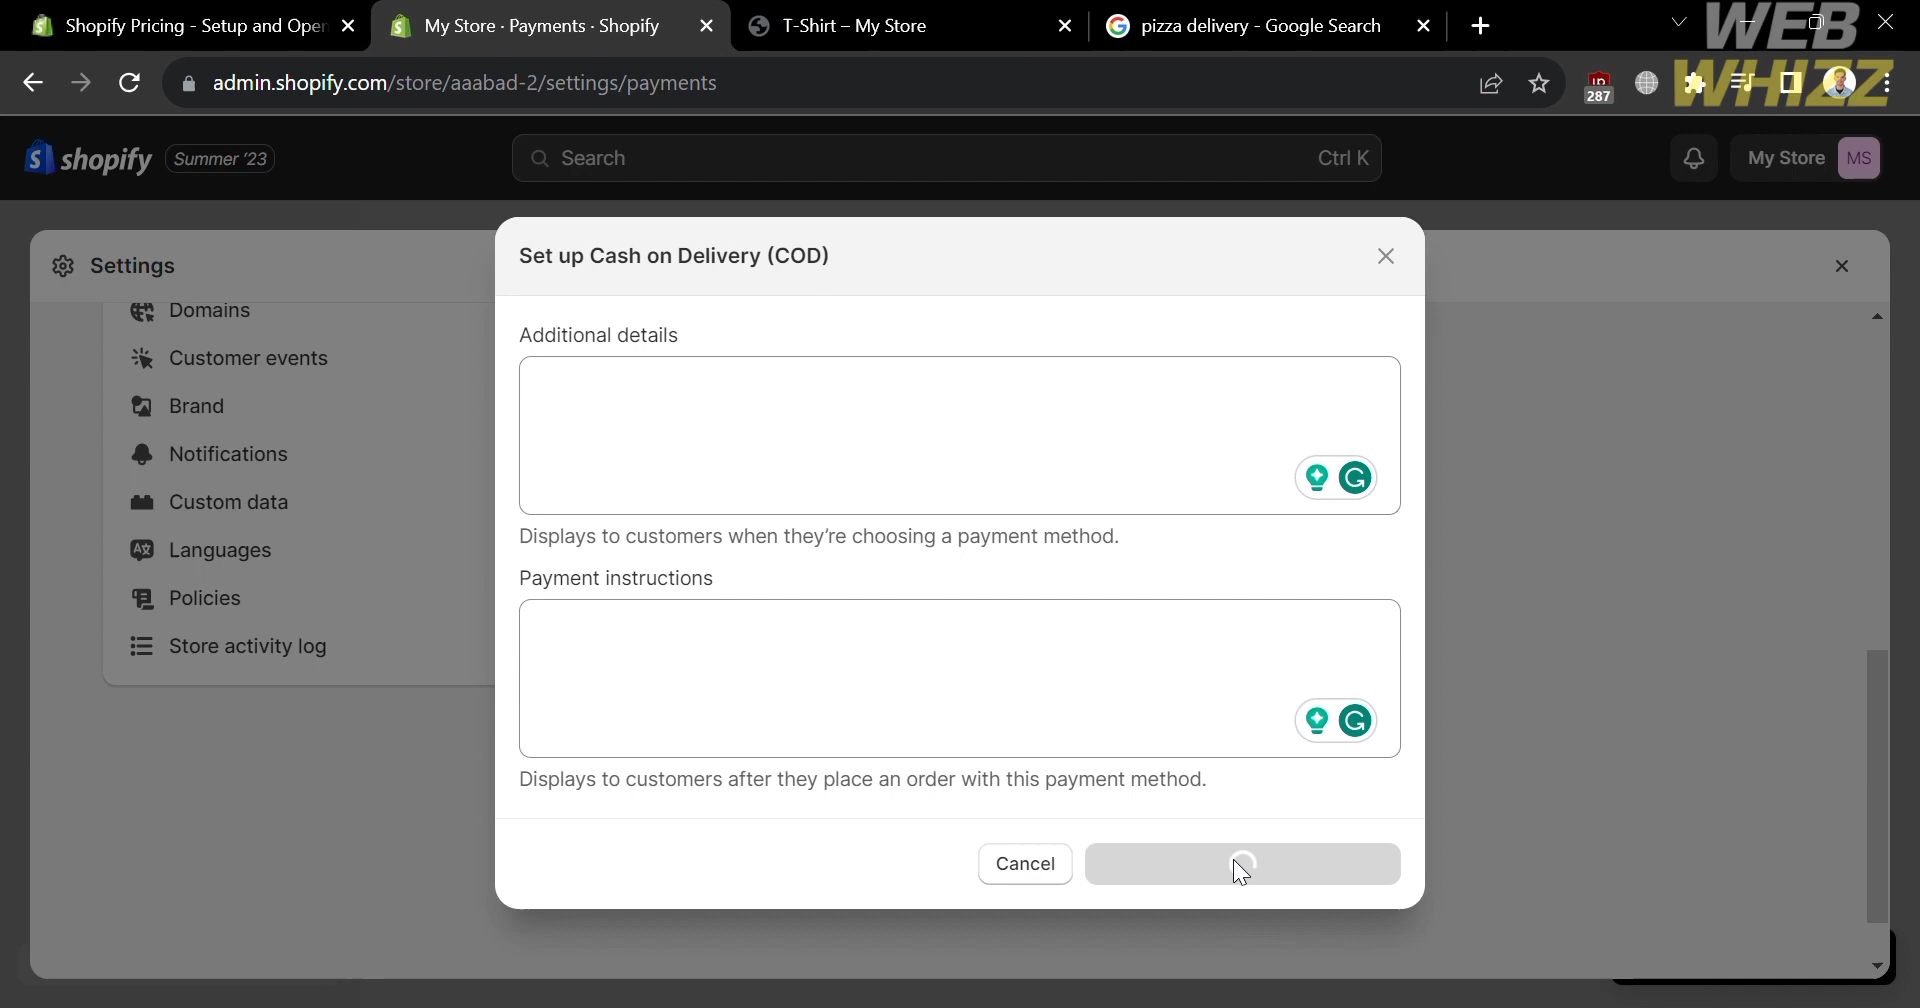 Shopify Pricing - Setup and Open
My Store · Payments · Shopify
T-Shirt – My Store
pizza delivery - Google Search
WEB
WHIZZ
admin.shopify.com/store/aaabad-2/settings/payments
287
shopify
Summer '23
Search
Ctrl K
My Store
MS
Settings
Domains
Customer events
Brand
Notifications
Custom data
Languages
Policies
Store activity log
Set up Cash on Delivery (COD)
Additional details
Displays to customers when they're choosing a payment method.
Payment instructions
Displays to customers after they place an order with this payment method.
Cancel